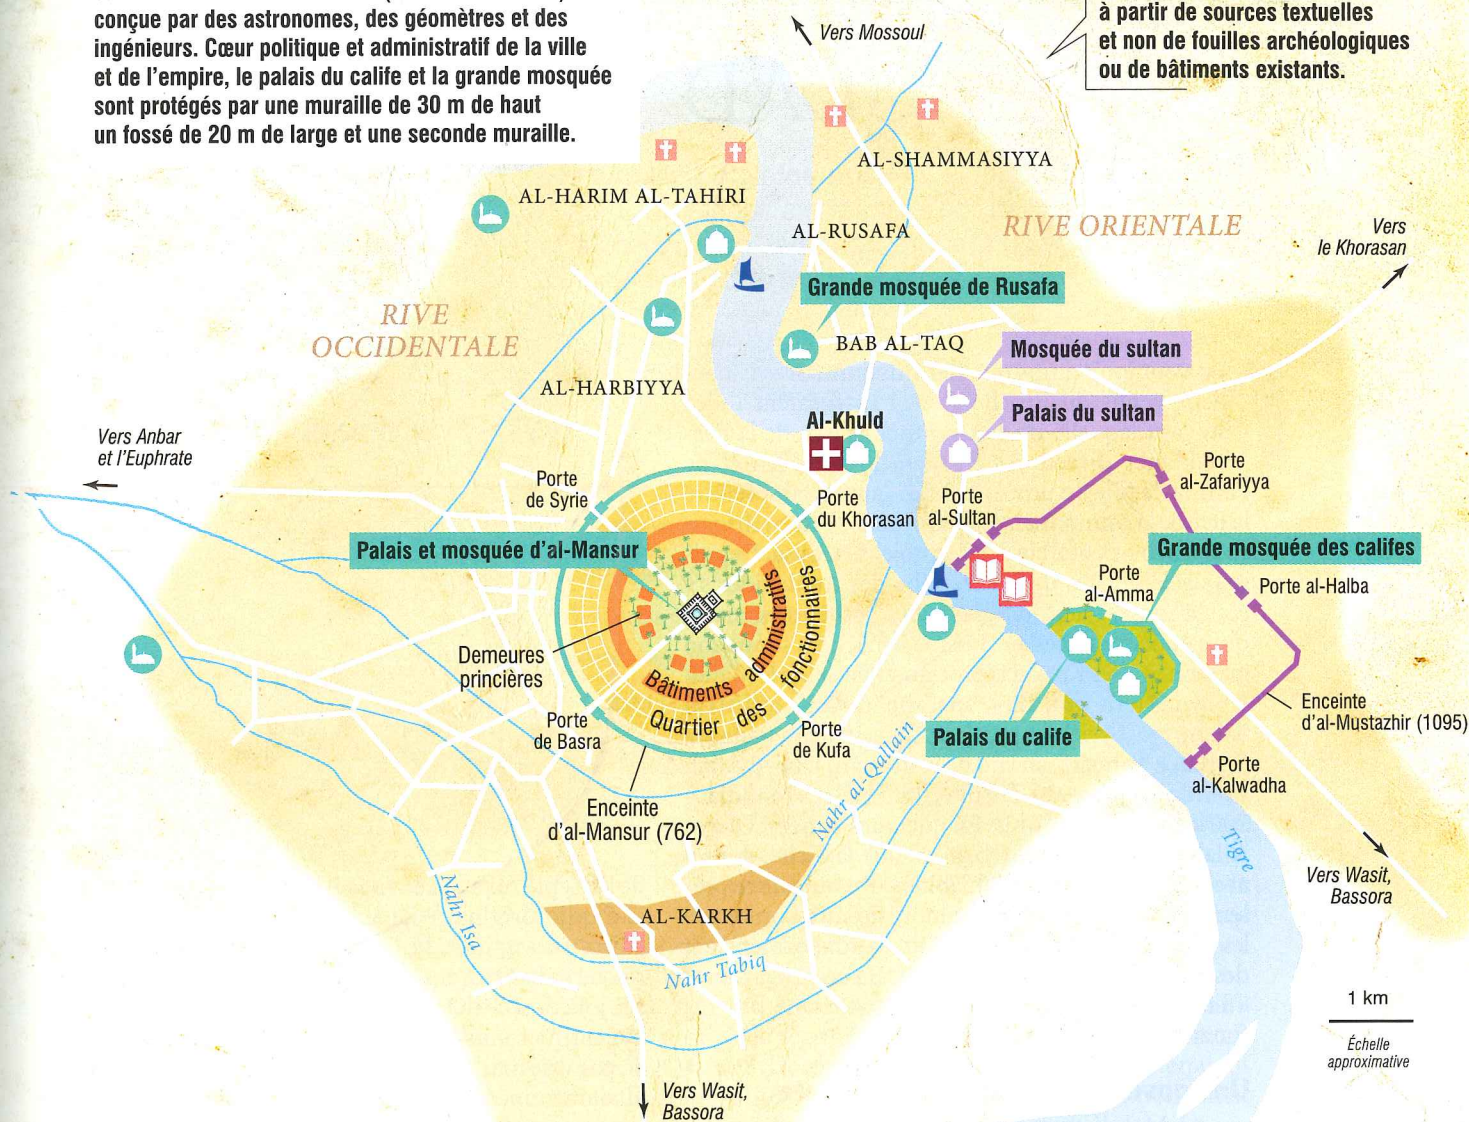 conçue par des astronomes, des géomètres et des
ingénieurs. Cœur politique et administratif de la ville
et de l'empire, le palais du calife et la grande mosquée
sont protégés par une muraille de 30 m de haut
un fossé de 20 m de large et une seconde muraille.
à partir de sources textuelles
et non de fouilles archéologiques
ou de bâtiments existants.
Vers Mossoul
AL-SHAMMASIYYA
AL-HARIM AL-TAHIRI
AL-RUSAFA
RIVE ORIENTALE
Vers
le Khorasan
Grande mosquée de Rusafa
RIVE
OCCIDENTALE
BAB AL-TAQ
Mosquée du sultan
AL-HARBIYYA
Palais du sultan
Al-Khuld
Vers Anbar
et l'Euphrate
Porte
de Syrie
Porte
du Khorasan
Porte
al-Sultan
Porte
al-Zafariyya
Palais et mosquée d'al-Mansur
Grande mosquée des califes
Porte
al-Amma
Porte al-Halba
Demeures
princières
Bâtiments administratifs
Quartier des fonctionnaires
Porte
de Basra
Porte
de Kufa
Palais du calife
Enceinte
d'al-Mustazhir (1095)
Porte
al-Kalwadha
Enceinte
d'al-Mansur (762)
Nahr al-Qallain
Tigre
Vers Wasit,
Bassora
Nahr Isa
AL-KARKH
Nahr Tabiq
1 km
Échelle
approximative
Vers Wasit,
Bassora